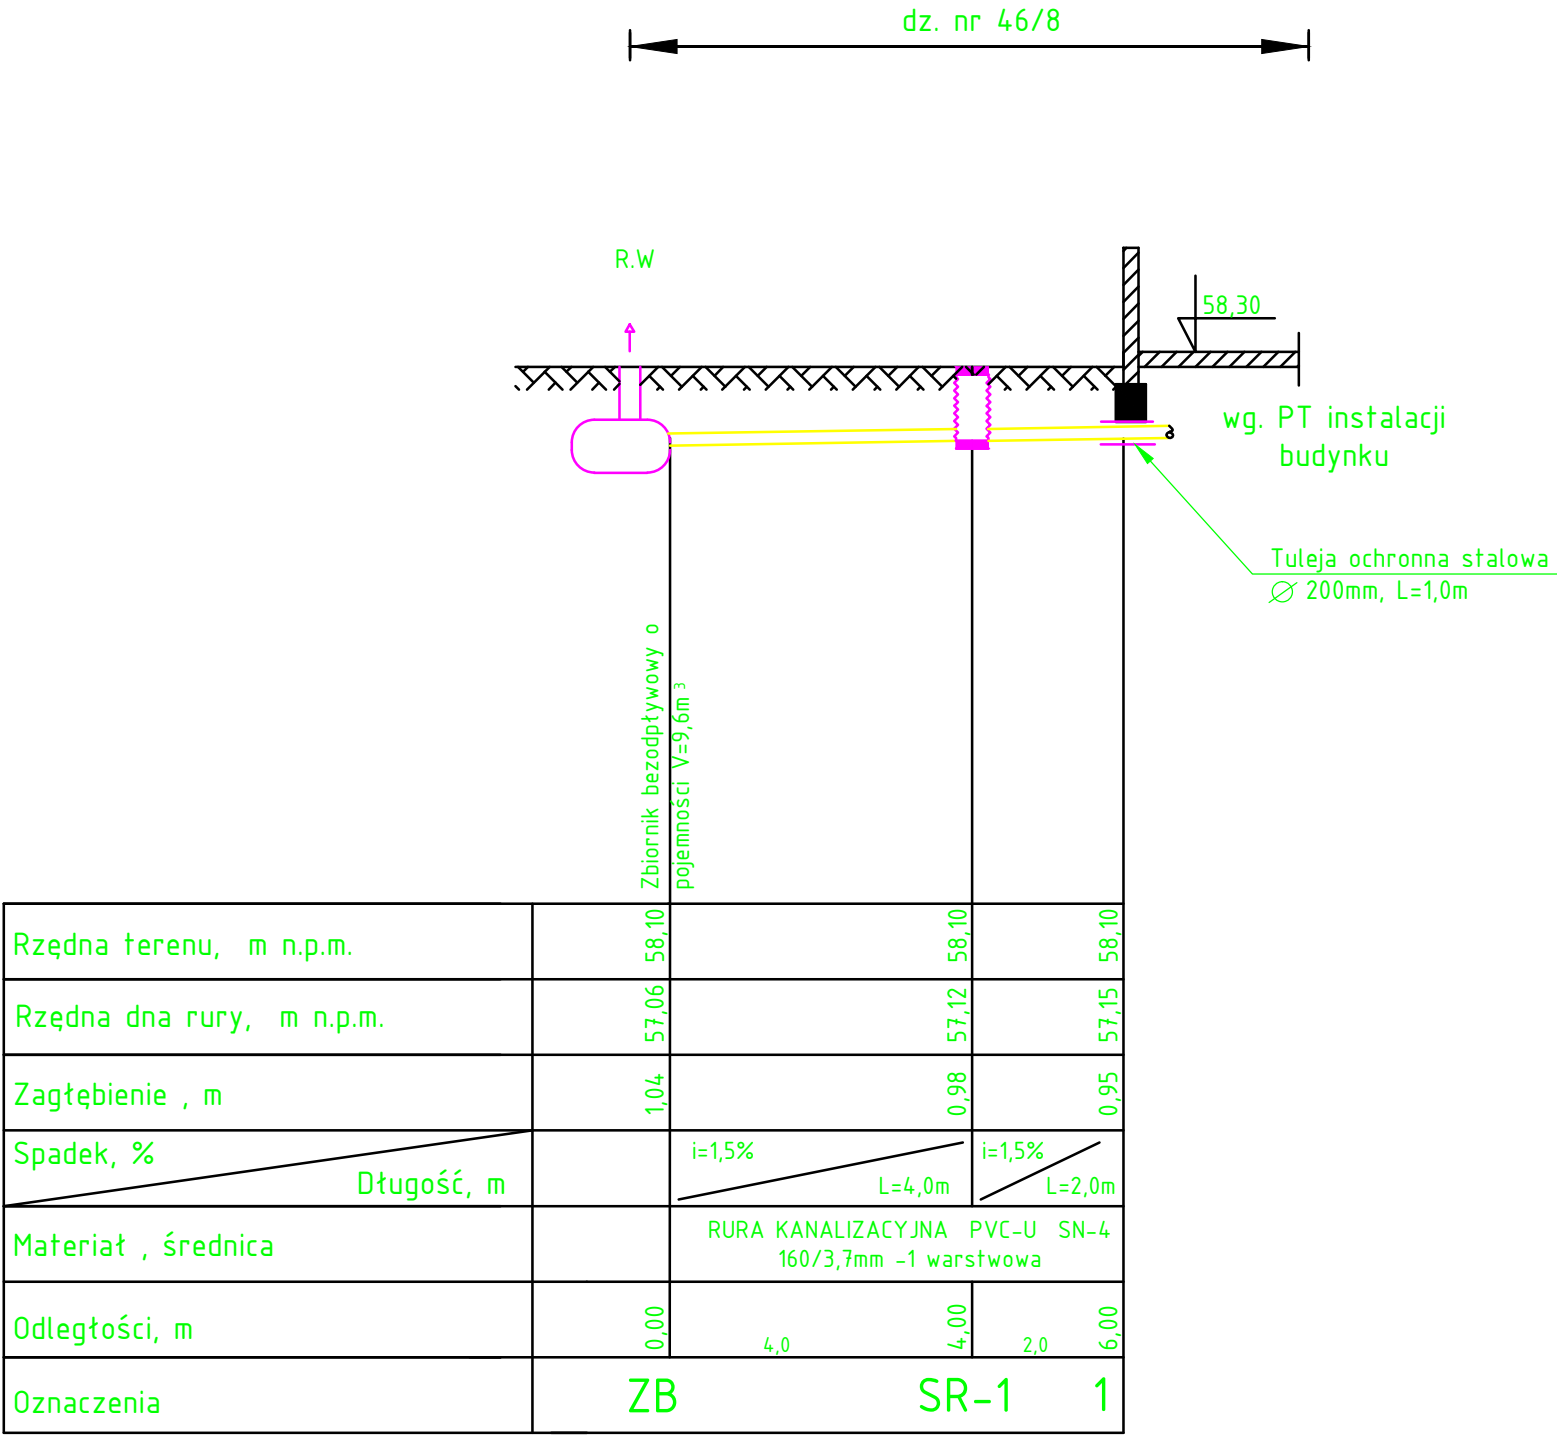 dz. nr 46/8
R.W
58,30
wg. PT instalacji
budynku
Tuleja ochronna stalowa
∅ 200mm, L=1,0m
Zbiornik bezodpływowy o
pojemności V=9,6m³
Rzędna terenu, m n.p.m.
58,10
58,10
58,10
Rzędna dna rury, m n.p.m.
57,06
57,12
57,15
Zagłębienie , m
1,04
0,98
0,95
Spadek, %
Długość, m
i=1,5%
L=4,0m
i=1,5%
L=2,0m
Materiał , średnica
RURA KANALIZACYJNA PVC-U SN-4
160/3,7mm -1 warstwowa
Odległości, m
0,00
4,0
4,00
2,0
6,00
Oznaczenia
ZB
SR-1
1